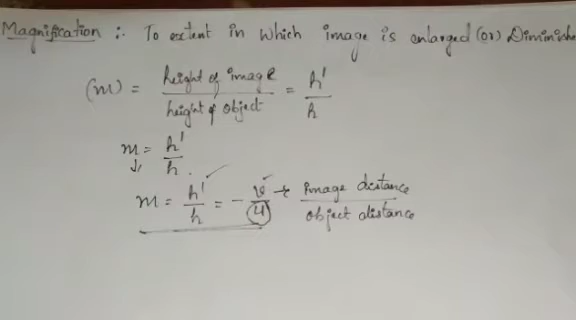 Magnification :- To extent in which image is enlarged (or) Diminishe
(m) = height of image / height of object = h' / h
m = h' / h .
m = h' / h = - v / u → image distance / object distance